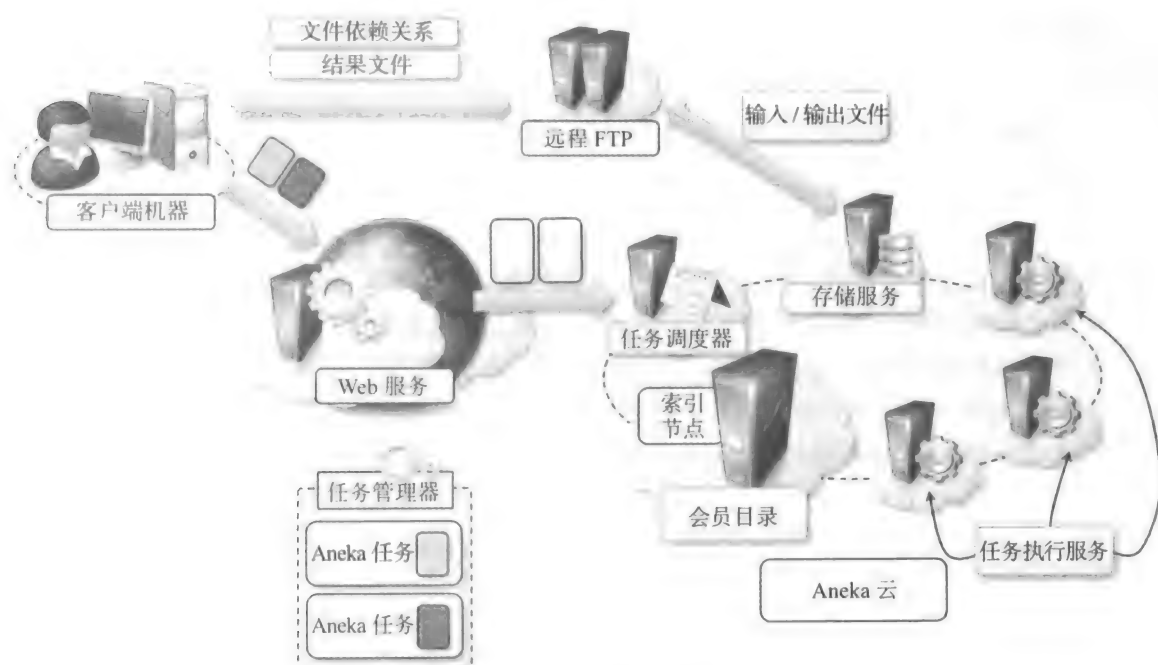 文件依赖关系
结果文件
输入 / 输出文件
远程 FTP
客户端机器
存储服务
任务调度器
Web 服务
索引
节点
任务管理器
会员目录
任务执行服务
Aneka 任务
Aneka 云
Aneka 任务